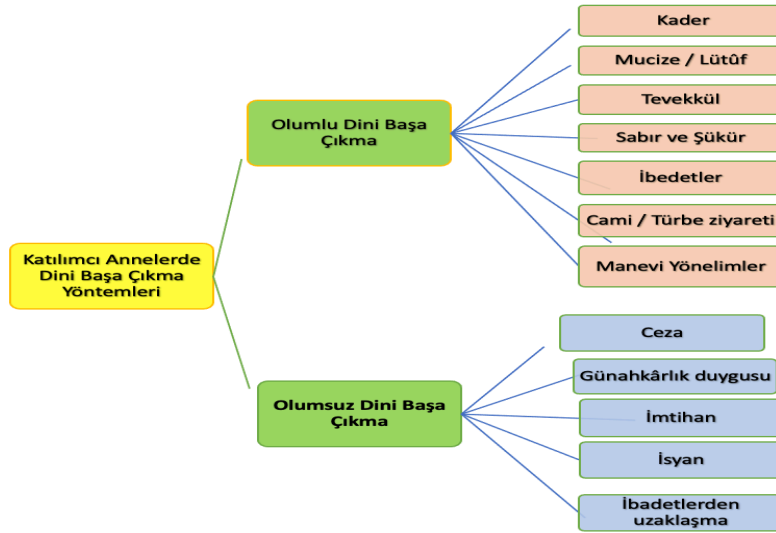 Katılımcı Annelerde
Dini Başa Çıkma
Yöntemleri
Olumlu Dini Başa
Çıkma
Kader
Mucize / Lütûf
Tevekkül
Sabır ve Şükür
İbedetler
Cami / Türbe ziyareti
Manevi Yönelimler
Olumsuz Dini Başa
Çıkma
Ceza
Günahkârlık duygusu
İmtihan
İsyan
İbadetlerden
uzaklaşma